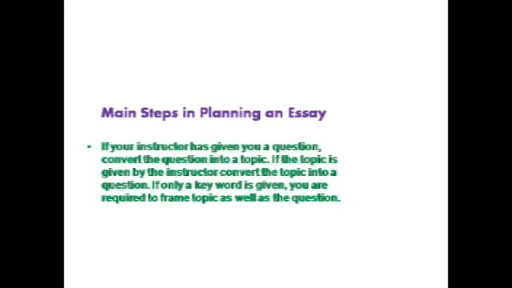 Main Steps in Planning an Essay
• If your instructor has given you a question,
convert the question into a topic. If the topic is
given by the instructor convert the topic into a
question. If only a key word is given, you are
required to frame topic as well as the question.